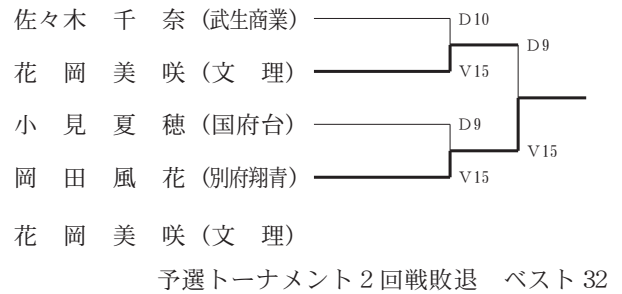 佐々木 千 奈 (武生商業) D10
D9
花 岡 美 咲 (文 理) V15
小 見 夏 穂 (国府台) D9
V15
岡 田 風 花 (別府翔青) V15
花 岡 美 咲 (文 理)
予選トーナメント2回戦敗退 ベスト32